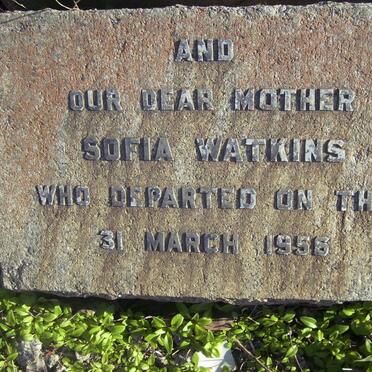 AND
OUR DEAR MOTHER
SOFIA WATKINS
WHO DEPARTED ON TH
31 MARCH 1956